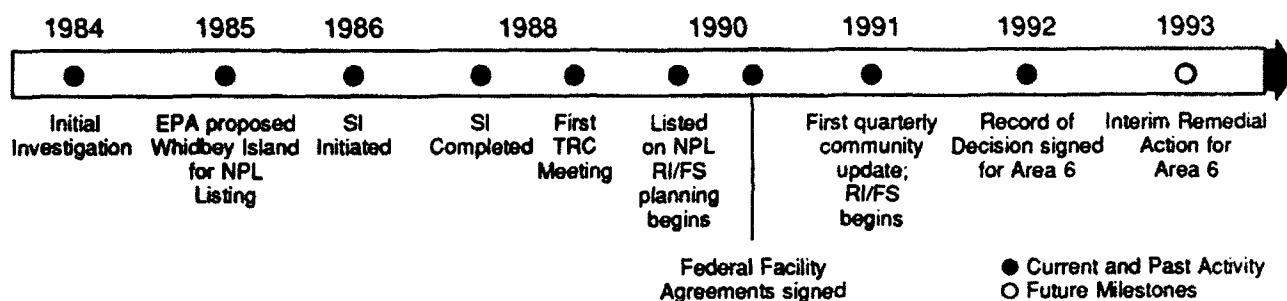 1984 1985 1986 1988 1990 1991 1992 1993
Initial
Investigation
EPA proposed
Whidbey Island
for NPL
Listing
SI
Initiated
SI
Completed
First
TRC
Meeting
Listed
on NPL
RI/FS
planning
begins
Federal Facility
Agreements signed
First quarterly
community
update;
RI/FS
begins
Record of
Decision signed
for Area 6
Interim Remedial
Action for
Area 6
Current and Past Activity
Future Milestones